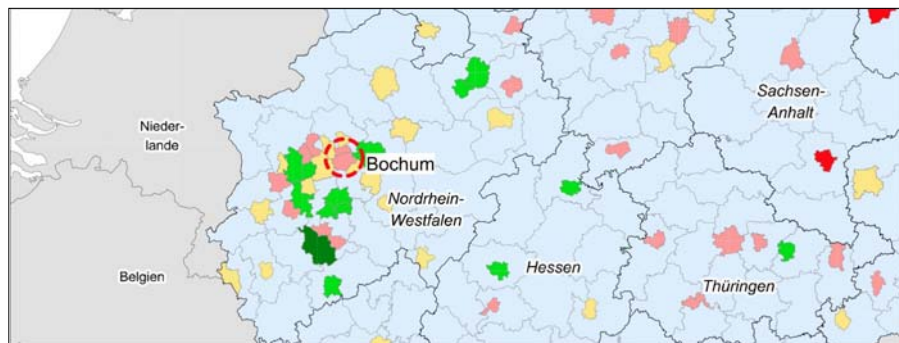 Sachsen-
Anhalt
Nieder-
lande
Bochum
Nordrhein-
Westfalen
Hessen
Belgien
Thüringen